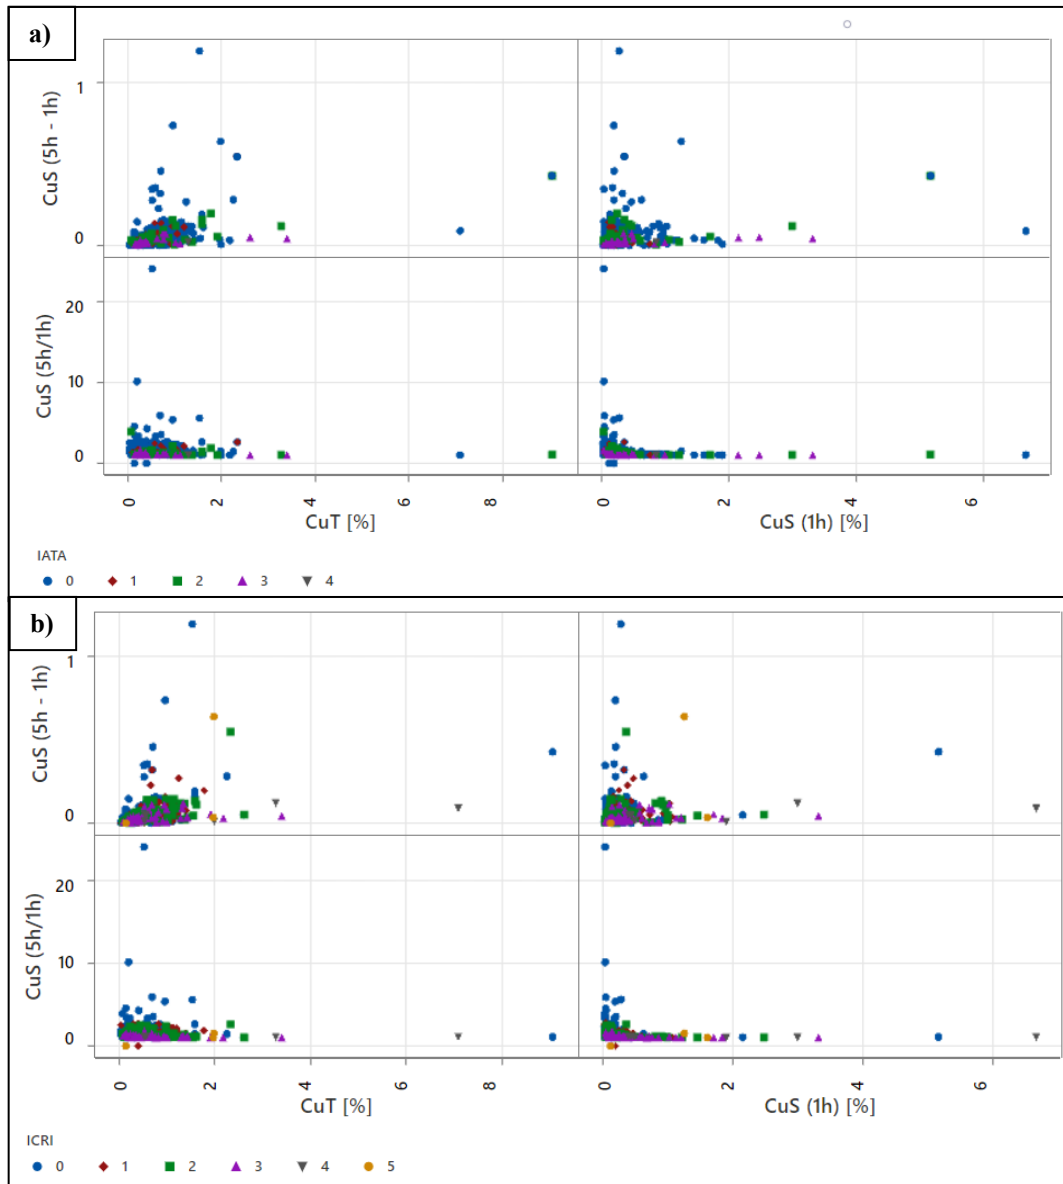 a)
CuS (5h - 1h)
1
0
CuS (5h/1h)
20
10
0
0 2 4 6 8 0 2 4 6
CuT [%] CuS (1h) [%]
IATA
0 1 2 3 4
b)
CuS (5h - 1h)
1
0
CuS (5h/1h)
20
10
0
0 2 4 6 8 0 2 4 6
CuT [%] CuS (1h) [%]
ICRI
0 1 2 3 4 5